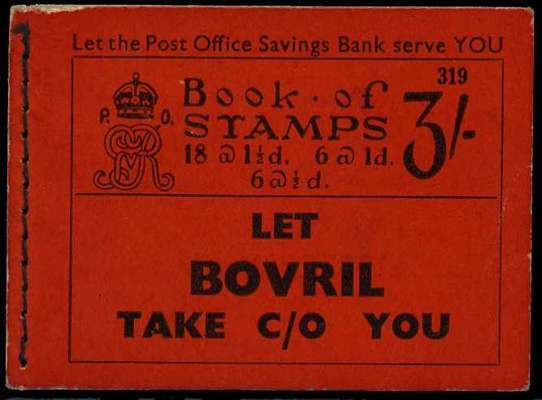 Let the Post Office Savings Bank serve YOU
319
Book · of
P. O.
STAMPS
3/-
18 @ 1½d. 6 @ 1d.
6 @ ½d.
LET
BOVRIL
TAKE C/O YOU